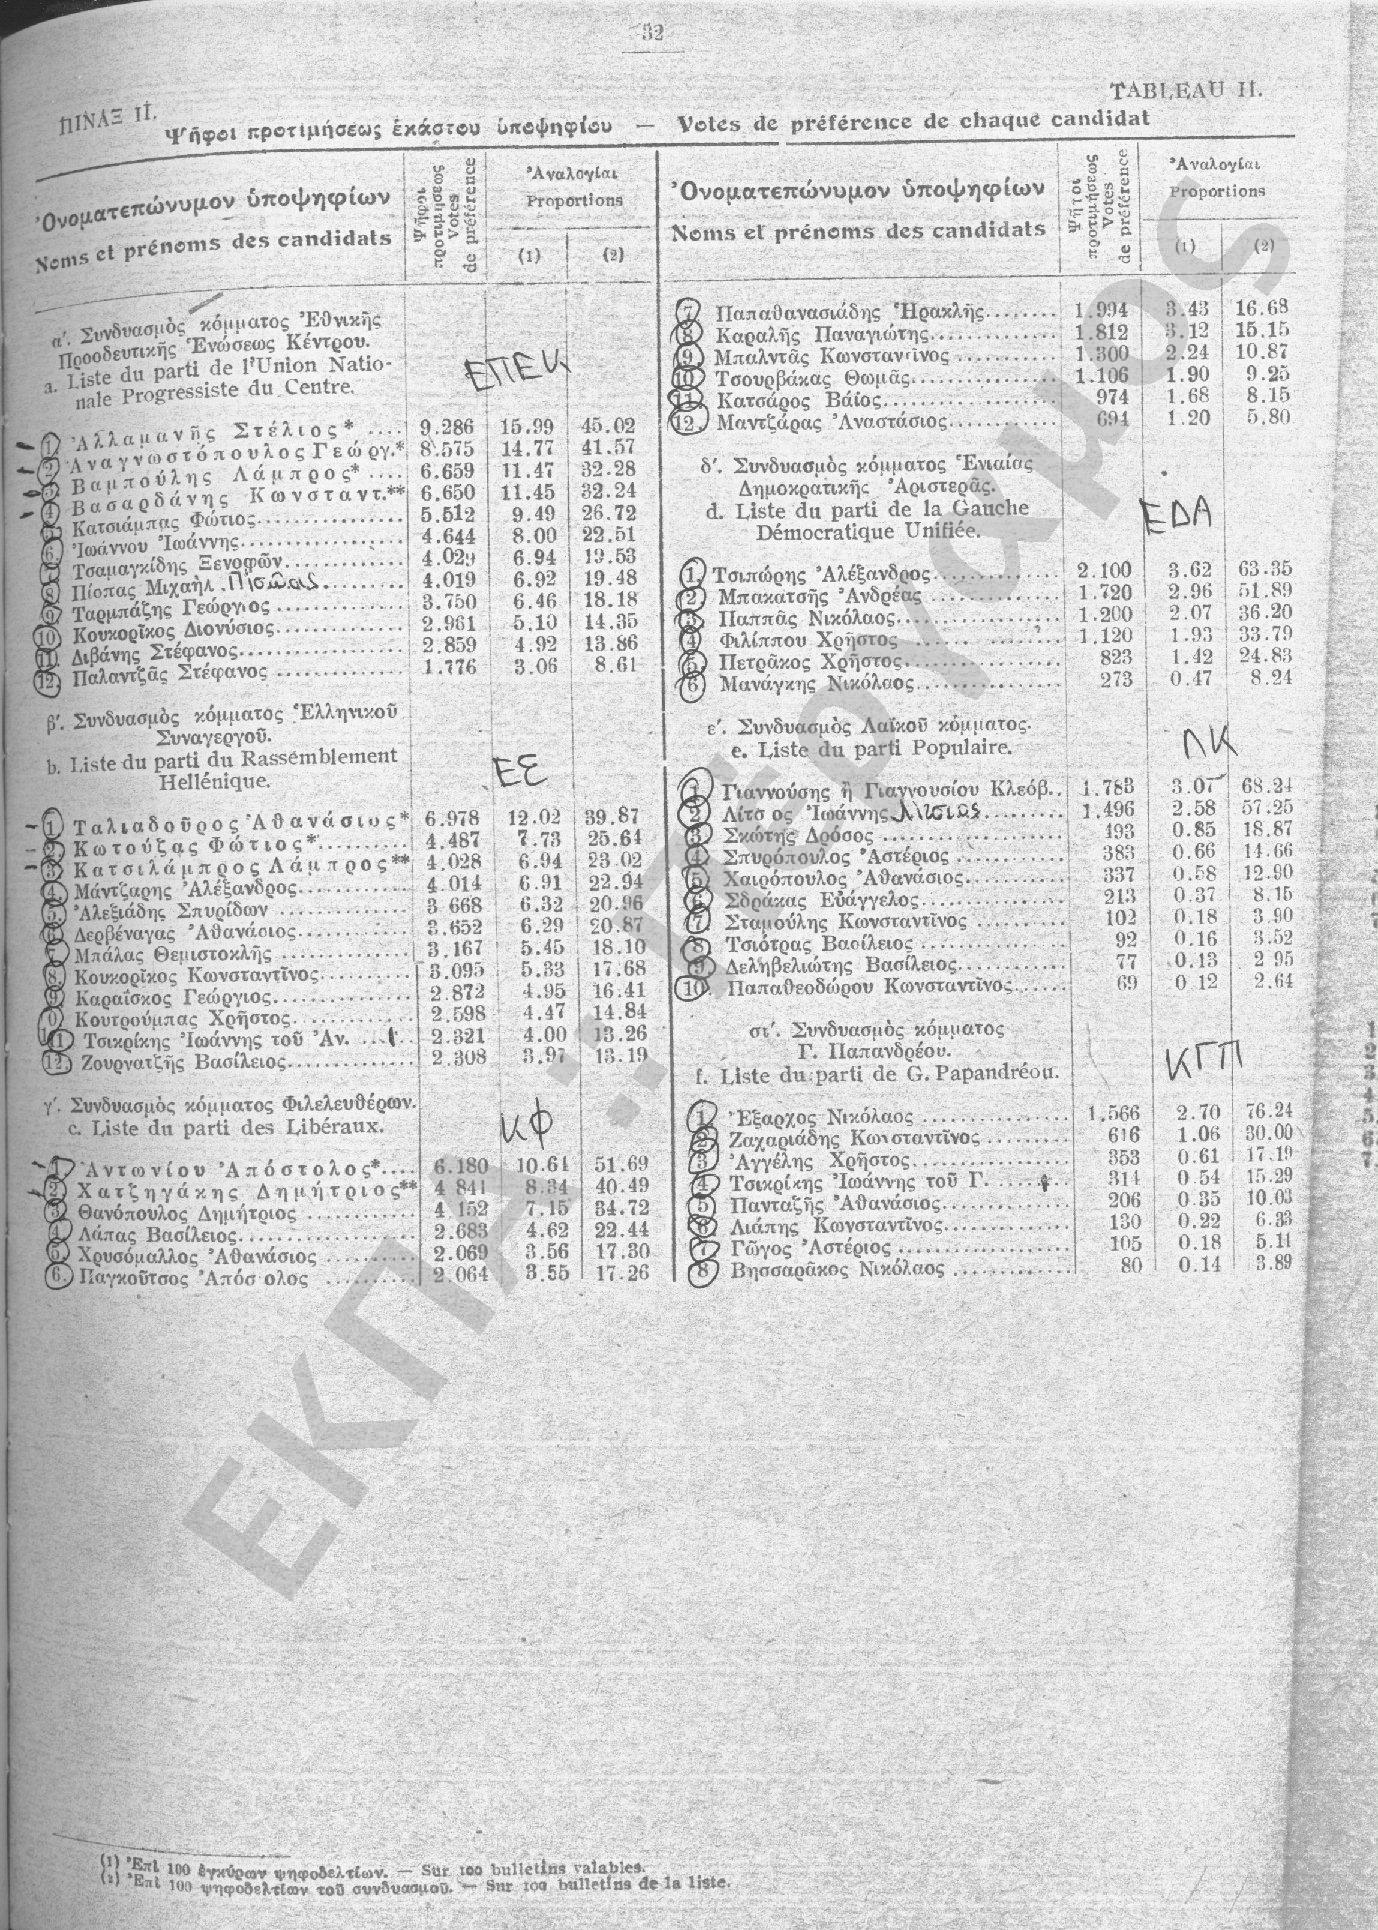 32
ΠΙΝΑΞ ΙΙ.
TABLEAU II.
Ψῆφοι προτιμήσεως ἑκάστου ὑποψηφίου — Votes de préférence de chaque candidat
Ὀνοματεπώνυμον ὑποψηφίων
Noms et prénoms des candidats
Ψῆφοι προτιμήσεως
Votes de préférence
Ἀναλογίαι
Proportions
(1) (2)
α′. Συνδυασμὸς κόμματος Ἐθνικῆς
Προοδευτικῆς Ἑνώσεως Κέντρου.
a. Liste du parti de l'Union Natio-
nale Progressiste du Centre.
ΕΠΕΚ
1. Ἀλλαμανῆς Στέλιος* .... 9.286 15.99 45.02
2. Ἀναγνωστόπουλος Γεώργ.* 8.575 14.77 41.57
3. Βαμπούλης Λάμπρος* .... 6.659 11.47 32.28
4. Βασαρδάνης Κωνσταντ.** 6.650 11.45 32.24
5. Κατσιάμπας Φώτιος........ 5.512 9.49 26.72
6. Ἰωάννου Ἰωάννης........ 4.644 8.00 22.51
7. Τσαμαγκίδης Ξενοφῶν........ 4.029 6.94 19.53
8. Πίοπας Μιχαὴλ ........ 4.019 6.92 19.48
9. Ταρμπάζης Γεώργιος ........ 3.750 6.46 18.18
10. Κουκορῖκος Διονύσιος........ 2.961 5.10 14.35
11. Διβάνης Στέφανος........ 2.859 4.92 13.86
12. Παλαντζᾶς Στέφανος ........ 1.776 3.06 8.61
β′. Συνδυασμὸς κόμματος Ἑλληνικοῦ
Συναγεργοῦ.
b. Liste du parti du Rassemblement
Hellénique.
ΕΣ
1. Ταλιαδοῦρος Ἀθανάσιος* 6.978 12.02 39.87
2. Κωτούζας Φώτιος*........ 4.487 7.73 25.64
3. Κατσιλάμπρος Λάμπρος** 4.028 6.94 23.02
4. Μάντζαρης Ἀλέξανδρος........ 4.014 6.91 22.94
5. Ἀλεξιάδης Σπυρίδων ........ 3 668 6.32 20.96
6. Δερβέναγας Ἀθανάσιος........ 3.652 6.29 20.87
7. Μπάλας Θεμιστοκλῆς ........ 3.167 5.45 18.10
8. Κουκορῖκος Κωνσταντῖνος........ 3.095 5.33 17.68
9. Καραΐσκος Γεώργιος........ 2.872 4.95 16.41
10 Κουτρούμπας Χρῆστος........ 2.598 4.47 14.84
11 Τσικρίκης Ἰωάννης τοῦ Ἀν. ... 2.321 4.00 13.26
12. Ζουργατζῆς Βασίλειος........ 2.308 3.97 13.19
γ′. Συνδυασμὸς κόμματος Φιλελευθέρων.
c. Liste du parti des Libéraux.
ΚΦ
1. Ἀντωνίου Ἀπόστολος*.... 6.180 10.64 51.69
2. Χατζηγάκης Δημήτριος** 4 841 8.34 40.49
3. Θανόπουλος Δημήτριος ........ 4 152 7.15 34.72
4. Λάπας Βασίλειος........ 2.683 4.62 22.44
5. Χρυσόμαλλος Ἀθανάσιος ........ 2.069 3.56 17.30
6. Παγκοῦτσος Ἀπόσ ολος ........ 2.064 3.55 17.26
Ὀνοματεπώνυμον ὑποψηφίων
Noms et prénoms des candidats
Ψῆφοι προτιμήσεως
Votes de préférence
Ἀναλογίαι
Proportions
(1) (2)
7 Παπαθανασιάδης Ἡρακλῆς........ 1.994 3.43 16.68
8 Καραλῆς Παναγιώτης........ 1.812 3.12 15.15
9. Μπαλντᾶς Κωνσταντῖνος ........ 1.300 2.24 10.87
10 Τσουρβάκας Θωμᾶς........ 1.106 1.90 9.25
11. Κατσάρος Βάϊος........ 974 1.68 8.15
12. Μαντζάρας Ἀναστάσιος........ 694 1.20 5.80
δ′. Συνδυασμὸς κόμματος Ἑνιαίας
Δημοκρατικῆς Ἀριστερᾶς.
d. Liste du parti de la Gauche
Démocratique Unifiée.
ΕΔΑ
1. Τσιπώρης Ἀλέξανδρος........ 2.100 3.62 63.35
2. Μπακατσῆς Ἀνδρέας ........ 1.720 2.96 51.89
3. Παππᾶς Νικόλαος........ 1.200 2.07 36.20
4 Φιλίππου Χρῆστος ........ 1.120 1.93 33.79
5. Πετρᾶκος Χρῆστος........ 823 1.42 24.83
6 Μανάγκης Νικόλαος........ 273 0.47 8.24
ε′. Συνδυασμὸς Λαϊκοῦ κόμματος.
e. Liste du parti Populaire.
ΛΚ
1. Γιαννούσης ἢ Γιαννουσίου Κλεόβ.. 1.783 3.07 68.24
2 Λίτσ ος Ἰωάννης Λίτσιος ........ 1.496 2.58 57.25
3. Σκώτης Δρόσος ........ 493 0.85 18.87
4 Σπυρόπουλος Ἀστέριος ........ 383 0.66 14.66
5 Χαιρόπουλος Ἀθανάσιος........ 337 0.58 12.90
6. Σδράκας Εὐάγγελος........ 213 0.37 8.15
7. Σταμούλης Κωνσταντῖνος ........ 102 0.18 3.90
8. Τσιότρας Βασίλειος ........ 92 0.16 3.52
9. Δεληβελιώτης Βασίλειος........ 77 0.13 2 95
10. Παπαθεοδώρου Κωνσταντῖνος...... 69 0 12 2.64
στ′. Συνδυασμὸς κόμματος
Γ. Παπανδρέου.
f. Liste du parti de G. Papandréou.
ΚΓΠ
1. Ἔξαρχος Νικόλαος ........ 1.566 2.70 76.24
2 Ζαχαριάδης Κωνσταντῖνος ........ 616 1.06 30.00
3. Ἀγγέλης Χρῆστος........ 353 0.61 17.19
4. Τσικρίκης Ἰωάννης τοῦ Γ. ..... 314 0.54 15.29
5 Πανταζῆς Ἀθανάσιος........ 206 0.35 10.03
6 Λιάπης Κωνσταντῖνος........ 130 0.22 6.33
7. Γῶγος Ἀστέριος ........ 105 0.18 5.11
8 Βησσαρᾶκος Νικόλαος ........ 80 0.14 3.89
(1) Ἐπὶ 100 ἐγκύρων ψηφοδελτίων. — Sur 100 bulletins valables.
(2) Ἐπὶ 100 ψηφοδελτίων τοῦ συνδυασμοῦ. — Sur 100 bulletins de la liste.
ΕΚΠΑ : Πέργαμος